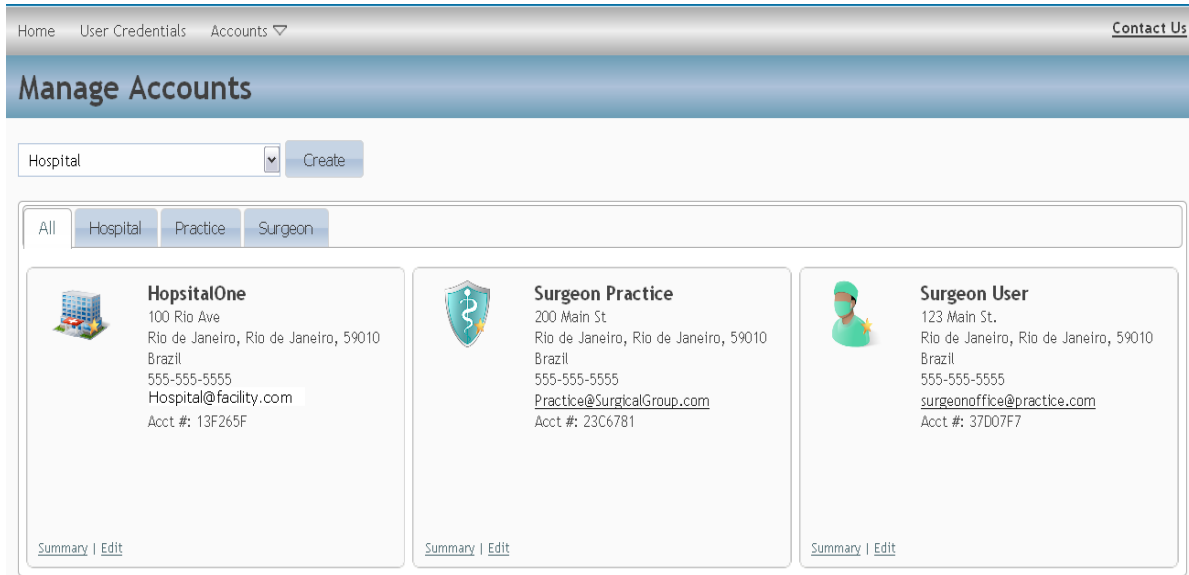 Home User Credentials Accounts Contact Us
Manage Accounts
Hospital Create
All Hospital Practice Surgeon
HopsitalOne
100 Rio Ave
Rio de Janeiro, Rio de Janeiro, 59010
Brazil
555-555-5555
Hospital@facility.com
Acct #: 13F265F
Summary | Edit
Surgeon Practice
200 Main St
Rio de Janeiro, Rio de Janeiro, 59010
Brazil
555-555-5555
Practice@SurgicalGroup.com
Acct #: 23C6781
Summary | Edit
Surgeon User
123 Main St.
Rio de Janeiro, Rio de Janeiro, 59010
Brazil
555-555-5555
surgeonoffice@practice.com
Acct #: 37D07F7
Summary | Edit